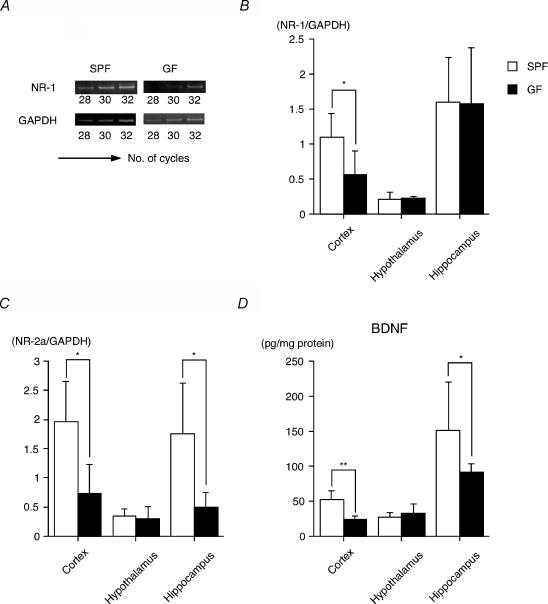 A
SPF GF
NR-1
28 30 32 28 30 32
GAPDH
28 30 32 28 30 32
No. of cycles
B
(NR-1/GAPDH)
2.5
2
1.5
1
0.5
0
*
Cortex
Hypothalamus
Hippocampus
SPF
GF
C
(NR-2a/GAPDH)
3
2.5
2
1.5
1
0.5
0
*
*
Cortex
Hypothalamus
Hippocampus
D
BDNF
(pg/mg protein)
250
200
150
100
50
0
**
*
Cortex
Hypothalamus
Hippocampus